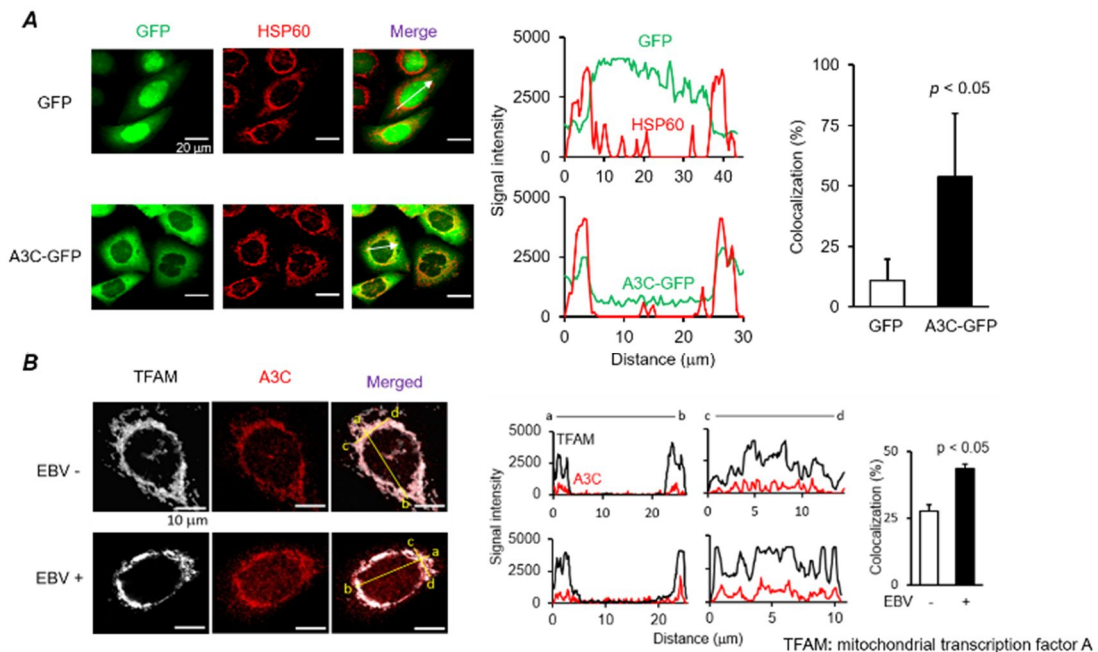 A
GFP HSP60 Merge
GFP
20 μm
A3C-GFP
Signal intensity
5000
2500
0
GFP
HSP60
0 10 20 30 40
5000
2500
0
A3C-GFP
0 10 20 30
Distance (μm)
Colocalization (%)
100
75
50
25
0
p < 0.05
GFP A3C-GFP
B
TFAM A3C Merged
EBV -
a
d
c
b
10 μm
EBV +
c
a
b
d
a b c d
Signal intensity
5000
2500
0
TFAM
A3C
0 10 20 0 5 10
5000
2500
0
0 10 20 0 5 10
Distance (μm)
Colocalization (%)
50
25
0
p < 0.05
EBV - +
TFAM: mitochondrial transcription factor A